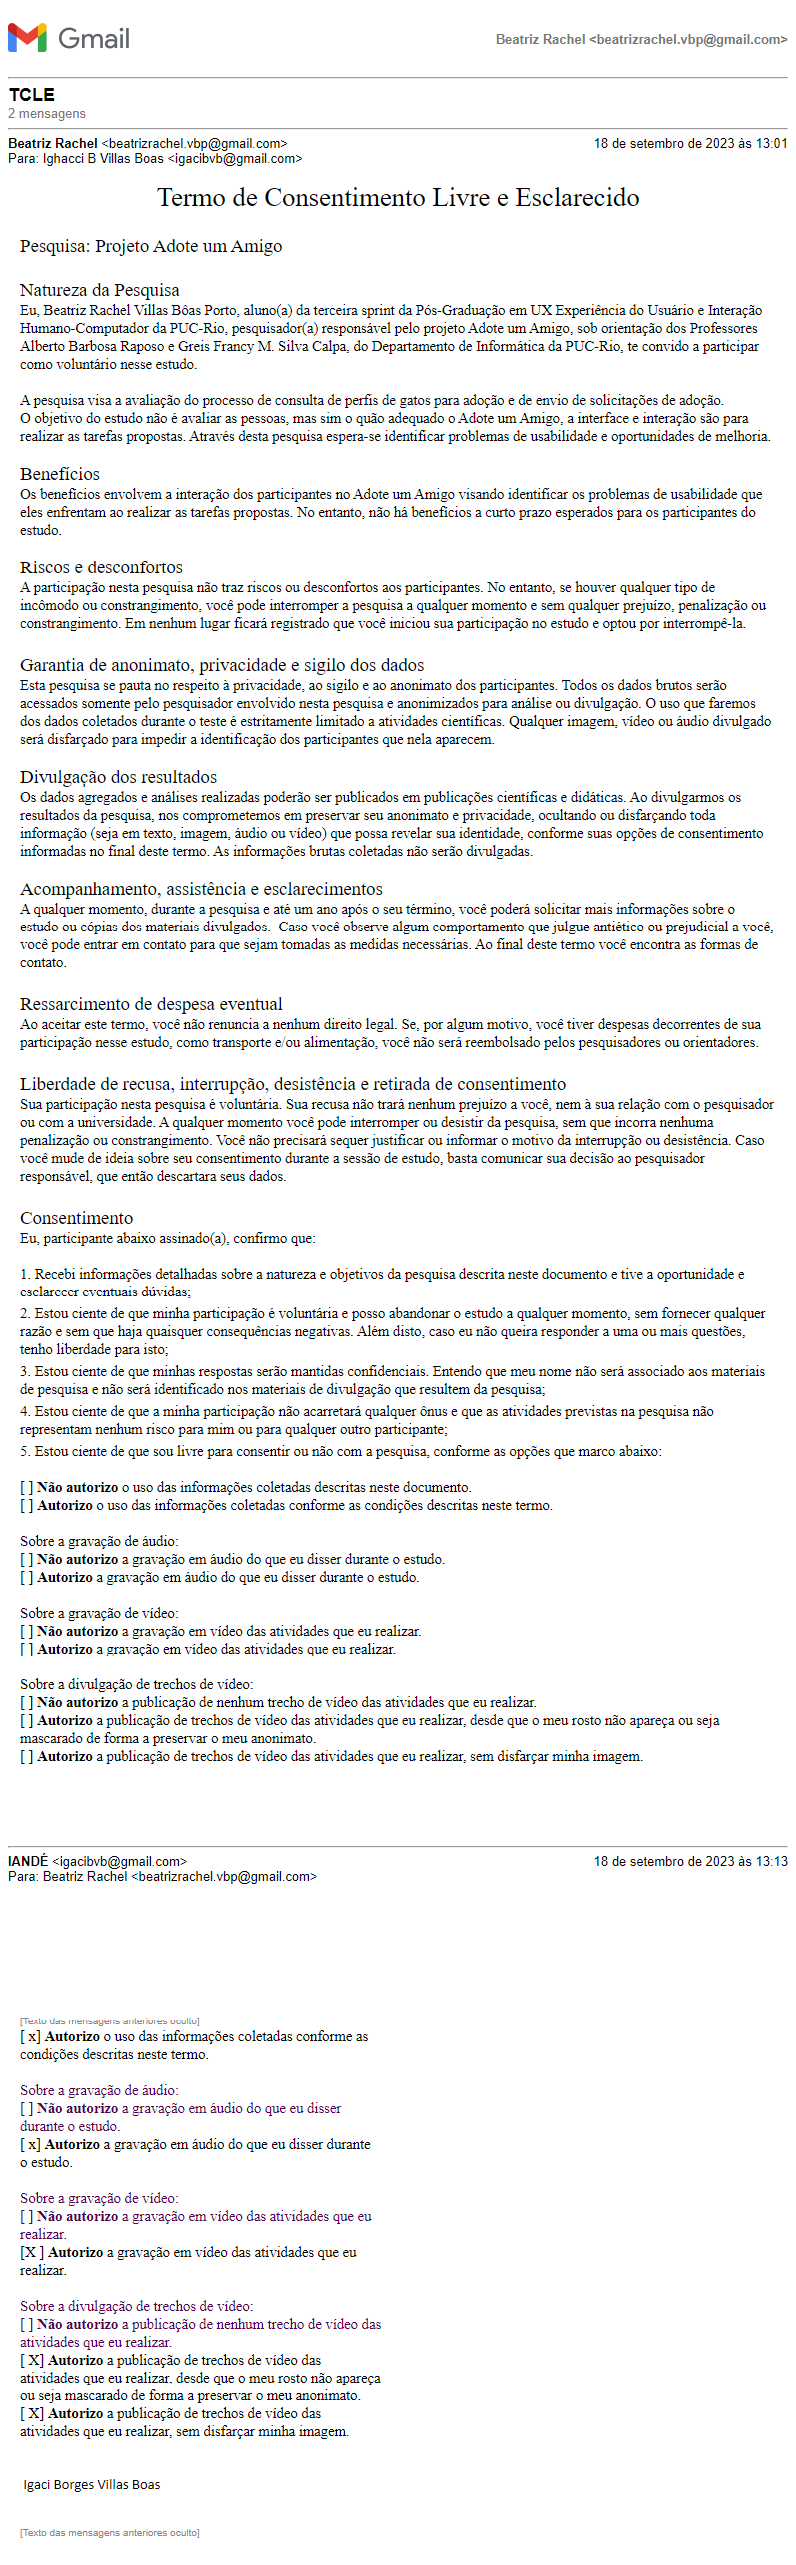 Gmail
Beatriz Rachel <beatrizrachel.vbp@gmail.com>
TCLE
2 mensagens
Beatriz Rachel <beatrizrachel.vbp@gmail.com>
18 de setembro de 2023 às 13:01
Para: Ighacci B Villas Boas <igacibvb@gmail.com>
Termo de Consentimento Livre e Esclarecido
Pesquisa: Projeto Adote um Amigo
Natureza da Pesquisa
Eu, Beatriz Rachel Villas Bôas Porto, aluno(a) da terceira sprint da Pós-Graduação em UX Experiência do Usuário e Interação
Humano-Computador da PUC-Rio, pesquisador(a) responsável pelo projeto Adote um Amigo, sob orientação dos Professores
Alberto Barbosa Raposo e Greis Francy M. Silva Calpa, do Departamento de Informática da PUC-Rio, te convido a participar
como voluntário nesse estudo.
A pesquisa visa a avaliação do processo de consulta de perfis de gatos para adoção e de envio de solicitações de adoção.
O objetivo do estudo não é avaliar as pessoas, mas sim o quão adequado o Adote um Amigo, a interface e interação são para
realizar as tarefas propostas. Através desta pesquisa espera-se identificar problemas de usabilidade e oportunidades de melhoria.
Benefícios
Os benefícios envolvem a interação dos participantes no Adote um Amigo visando identificar os problemas de usabilidade que
eles enfrentam ao realizar as tarefas propostas. No entanto, não há benefícios a curto prazo esperados para os participantes do
estudo.
Riscos e desconfortos
A participação nesta pesquisa não traz riscos ou desconfortos aos participantes. No entanto, se houver qualquer tipo de
incômodo ou constrangimento, você pode interromper a pesquisa a qualquer momento e sem qualquer prejuízo, penalização ou
constrangimento. Em nenhum lugar ficará registrado que você iniciou sua participação no estudo e optou por interrompê-la.
Garantia de anonimato, privacidade e sigilo dos dados
Esta pesquisa se pauta no respeito à privacidade, ao sigilo e ao anonimato dos participantes. Todos os dados brutos serão
acessados somente pelo pesquisador envolvido nesta pesquisa e anonimizados para análise ou divulgação. O uso que faremos
dos dados coletados durante o teste é estritamente limitado a atividades científicas. Qualquer imagem, vídeo ou áudio divulgado
será disfarçado para impedir a identificação dos participantes que nela aparecem.
Divulgação dos resultados
Os dados agregados e análises realizadas poderão ser publicados em publicações científicas e didáticas. Ao divulgarmos os
resultados da pesquisa, nos comprometemos em preservar seu anonimato e privacidade, ocultando ou disfarçando toda
informação (seja em texto, imagem, áudio ou vídeo) que possa revelar sua identidade, conforme suas opções de consentimento
informadas no final deste termo. As informações brutas coletadas não serão divulgadas.
Acompanhamento, assistência e esclarecimentos
A qualquer momento, durante a pesquisa e até um ano após o seu término, você poderá solicitar mais informações sobre o
estudo ou cópias dos materiais divulgados. Caso você observe algum comportamento que julgue antiético ou prejudicial a você,
você pode entrar em contato para que sejam tomadas as medidas necessárias. Ao final deste termo você encontra as formas de
contato.
Ressarcimento de despesa eventual
Ao aceitar este termo, você não renuncia a nenhum direito legal. Se, por algum motivo, você tiver despesas decorrentes de sua
participação nesse estudo, como transporte e/ou alimentação, você não será reembolsado pelos pesquisadores ou orientadores.
Liberdade de recusa, interrupção, desistência e retirada de consentimento
Sua participação nesta pesquisa é voluntária. Sua recusa não trará nenhum prejuízo a você, nem à sua relação com o pesquisador
ou com a universidade. A qualquer momento você pode interromper ou desistir da pesquisa, sem que incorra nenhuma
penalização ou constrangimento. Você não precisará sequer justificar ou informar o motivo da interrupção ou desistência. Caso
você mude de ideia sobre seu consentimento durante a sessão de estudo, basta comunicar sua decisão ao pesquisador
responsável, que então descartara seus dados.
Consentimento
Eu, participante abaixo assinado(a), confirmo que:
1. Recebi informações detalhadas sobre a natureza e objetivos da pesquisa descrita neste documento e tive a oportunidade e
esclarecer eventuais dúvidas;
2. Estou ciente de que minha participação é voluntária e posso abandonar o estudo a qualquer momento, sem fornecer qualquer
razão e sem que haja quaisquer consequências negativas. Além disto, caso eu não queira responder a uma ou mais questões,
tenho liberdade para isto;
3. Estou ciente de que minhas respostas serão mantidas confidenciais. Entendo que meu nome não será associado aos materiais
de pesquisa e não será identificado nos materiais de divulgação que resultem da pesquisa;
4. Estou ciente de que a minha participação não acarretará qualquer ônus e que as atividades previstas na pesquisa não
representam nenhum risco para mim ou para qualquer outro participante;
5. Estou ciente de que sou livre para consentir ou não com a pesquisa, conforme as opções que marco abaixo:
[ ] Não autorizo o uso das informações coletadas descritas neste documento.
[ ] Autorizo o uso das informações coletadas conforme as condições descritas neste termo.
Sobre a gravação de áudio:
[ ] Não autorizo a gravação em áudio do que eu disser durante o estudo.
[ ] Autorizo a gravação em áudio do que eu disser durante o estudo.
Sobre a gravação de vídeo:
[ ] Não autorizo a gravação em vídeo das atividades que eu realizar.
[ ] Autorizo a gravação em vídeo das atividades que eu realizar.
Sobre a divulgação de trechos de vídeo:
[ ] Não autorizo a publicação de nenhum trecho de vídeo das atividades que eu realizar.
[ ] Autorizo a publicação de trechos de vídeo das atividades que eu realizar, desde que o meu rosto não apareça ou seja
mascarado de forma a preservar o meu anonimato.
[ ] Autorizo a publicação de trechos de vídeo das atividades que eu realizar, sem disfarçar minha imagem.
IANDÉ <igacibvb@gmail.com>
18 de setembro de 2023 às 13:13
Para: Beatriz Rachel <beatrizrachel.vbp@gmail.com>
[Texto das mensagens anteriores oculto]
[ x] Autorizo o uso das informações coletadas conforme as
condições descritas neste termo.
Sobre a gravação de áudio:
[ ] Não autorizo a gravação em áudio do que eu disser
durante o estudo.
[ x] Autorizo a gravação em áudio do que eu disser durante
o estudo.
Sobre a gravação de vídeo:
[ ] Não autorizo a gravação em vídeo das atividades que eu
realizar.
[X ] Autorizo a gravação em vídeo das atividades que eu
realizar.
Sobre a divulgação de trechos de vídeo:
[ ] Não autorizo a publicação de nenhum trecho de vídeo das
atividades que eu realizar.
[ X] Autorizo a publicação de trechos de vídeo das
atividades que eu realizar, desde que o meu rosto não apareça
ou seja mascarado de forma a preservar o meu anonimato.
[ X] Autorizo a publicação de trechos de vídeo das
atividades que eu realizar, sem disfarçar minha imagem.
Igaci Borges Villas Boas
[Texto das mensagens anteriores oculto]